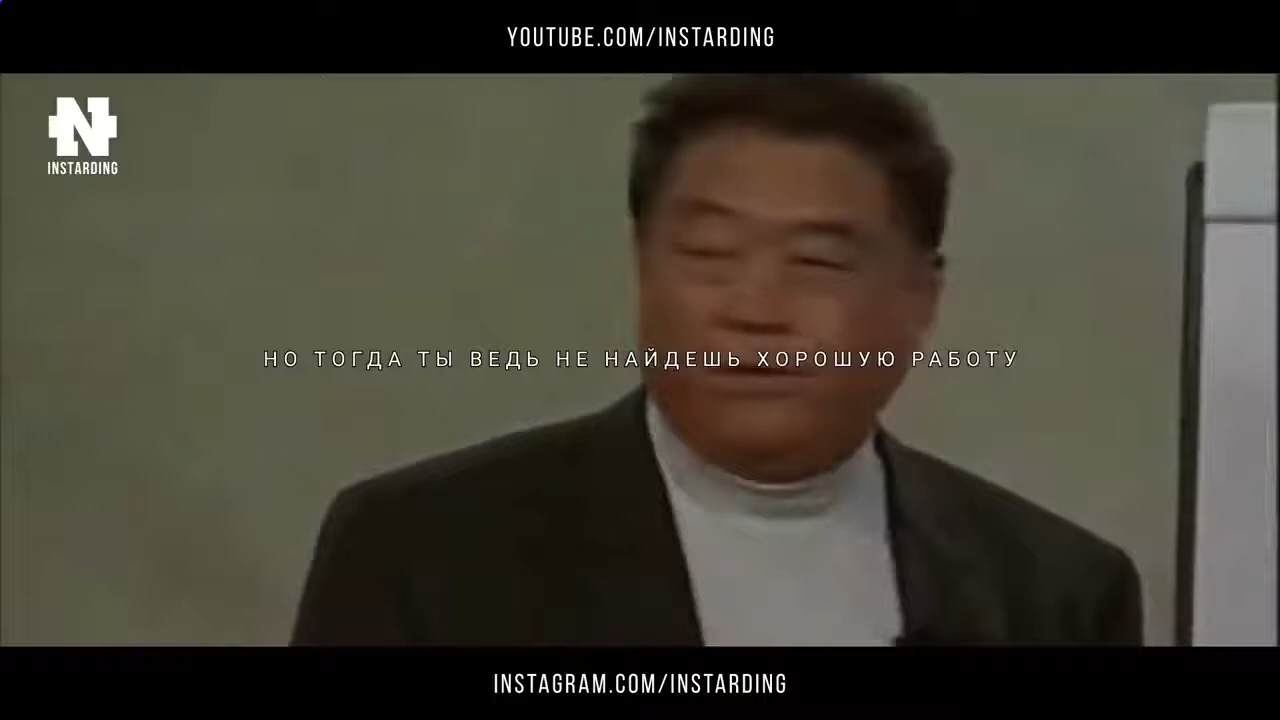 YOUTUBE.COM/INSTARDING
N
INSTARDING
НО ТОГДА ТЫ ВЕДЬ НЕ НАЙДЕШЬ ХОРОШУЮ РАБОТУ
INSTAGRAM.COM/INSTARDING